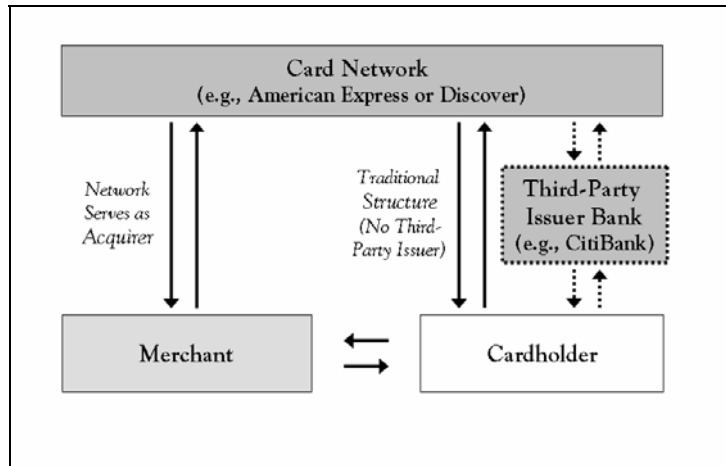 Card Network
(e.g., American Express or Discover)
Network
Serves as
Acquirer
Traditional
Structure
(No Third-
Party Issuer)
Third-Party
Issuer Bank
(e.g., CitiBank)
Merchant
Cardholder